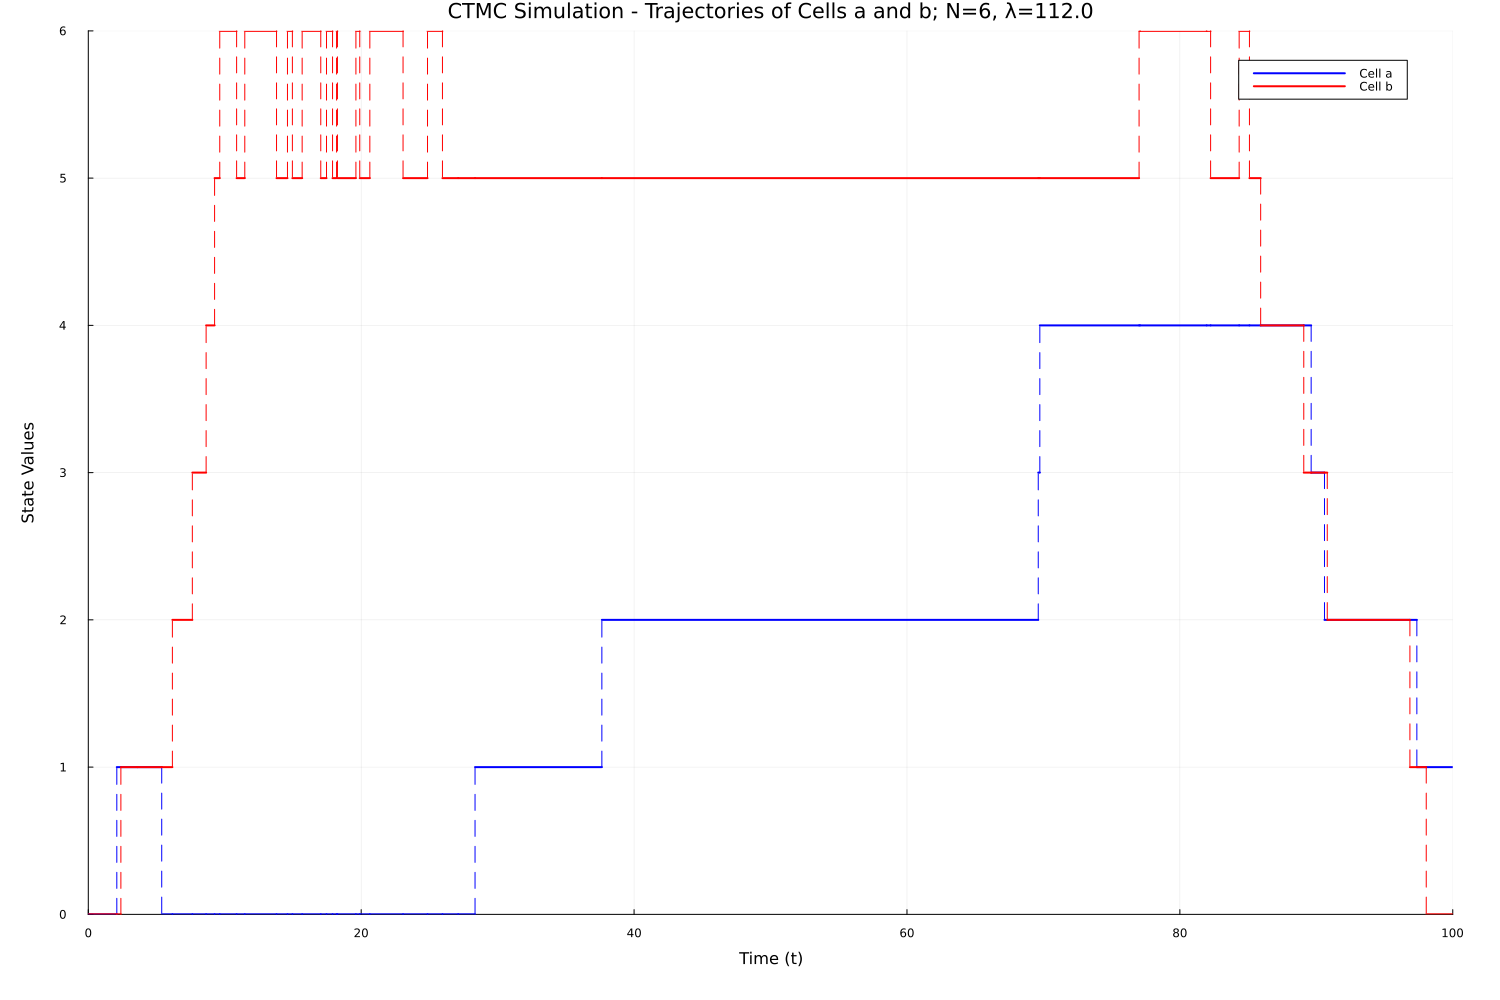 CTMC Simulation - Trajectories of Cells a and b; N=6, λ=112.0
6
Cell a
Cell b
5
4
State Values
3
2
1
0
0 20 40 60 80 100
Time (t)